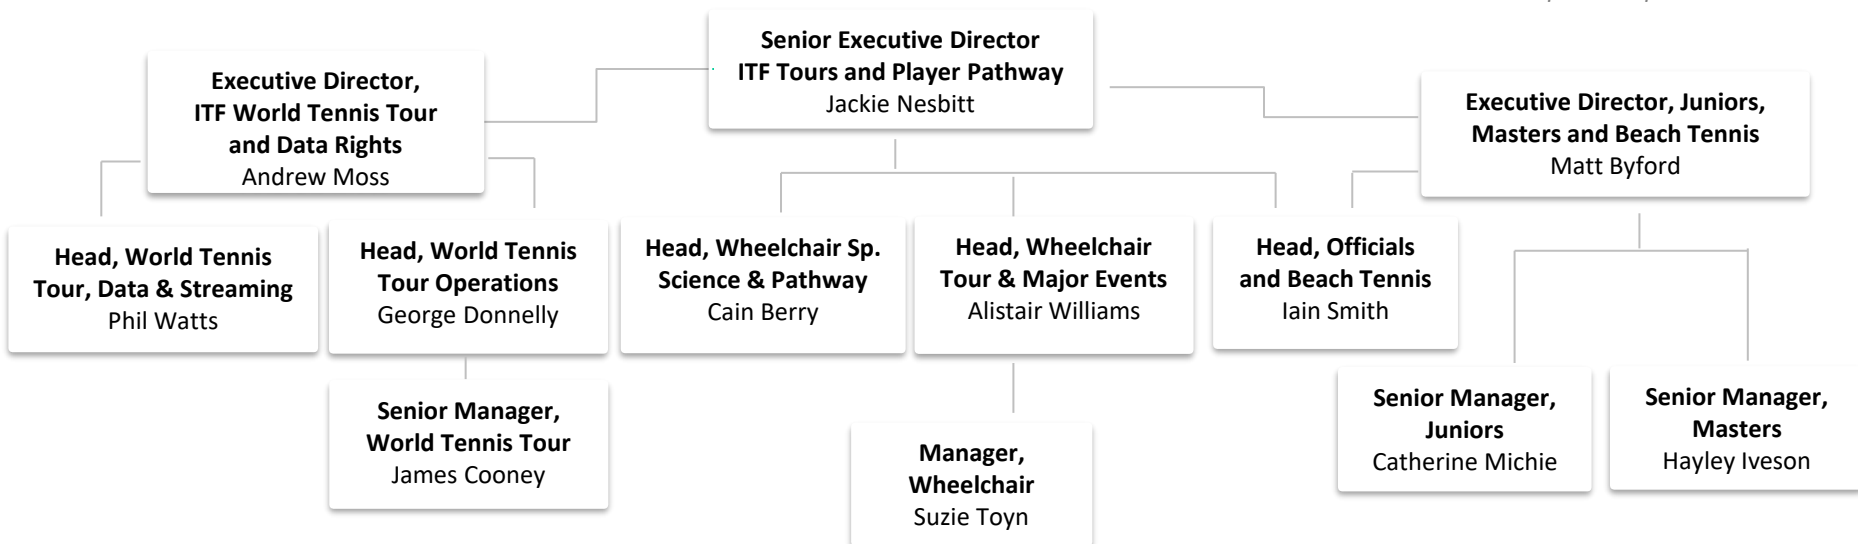 Senior Executive Director
ITF Tours and Player Pathway
Jackie Nesbitt
Executive Director,
ITF World Tennis Tour
and Data Rights
Andrew Moss
Executive Director, Juniors,
Masters and Beach Tennis
Matt Byford
Head, World Tennis
Tour, Data & Streaming
Phil Watts
Head, World Tennis
Tour Operations
George Donnelly
Head, Wheelchair Sp.
Science & Pathway
Cain Berry
Head, Wheelchair
Tour & Major Events
Alistair Williams
Head, Officials
and Beach Tennis
Iain Smith
Senior Manager,
World Tennis Tour
James Cooney
Manager,
Wheelchair
Suzie Toyn
Senior Manager,
Juniors
Catherine Michie
Senior Manager,
Masters
Hayley Iveson